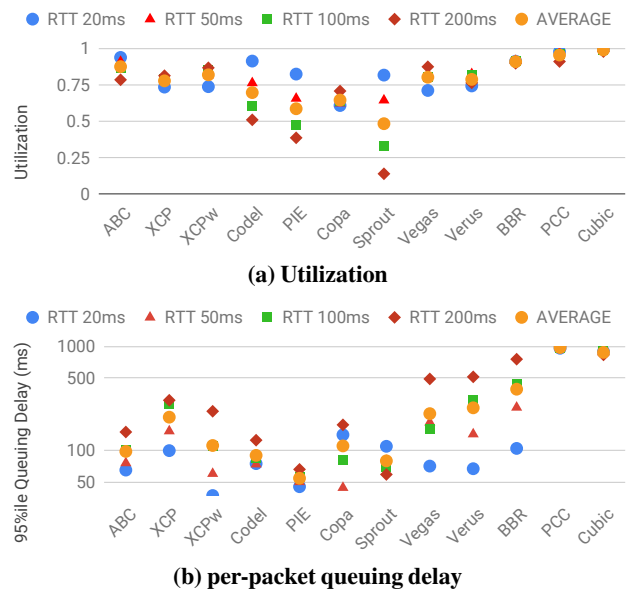 RTT 20ms RTT 50ms RTT 100ms RTT 200ms AVERAGE
1
0.75
0.5
0.25
0
Utilization
ABC XCP XCPw Codel PIE Copa Sprout Vegas Verus BBR PCC Cubic
(a) Utilization
RTT 20ms RTT 50ms RTT 100ms RTT 200ms AVERAGE
1000
500
100
50
95%ile Queuing Delay (ms)
ABC XCP XCPw Codel PIE Copa Sprout Vegas Verus BBR PCC Cubic
(b) per-packet queuing delay